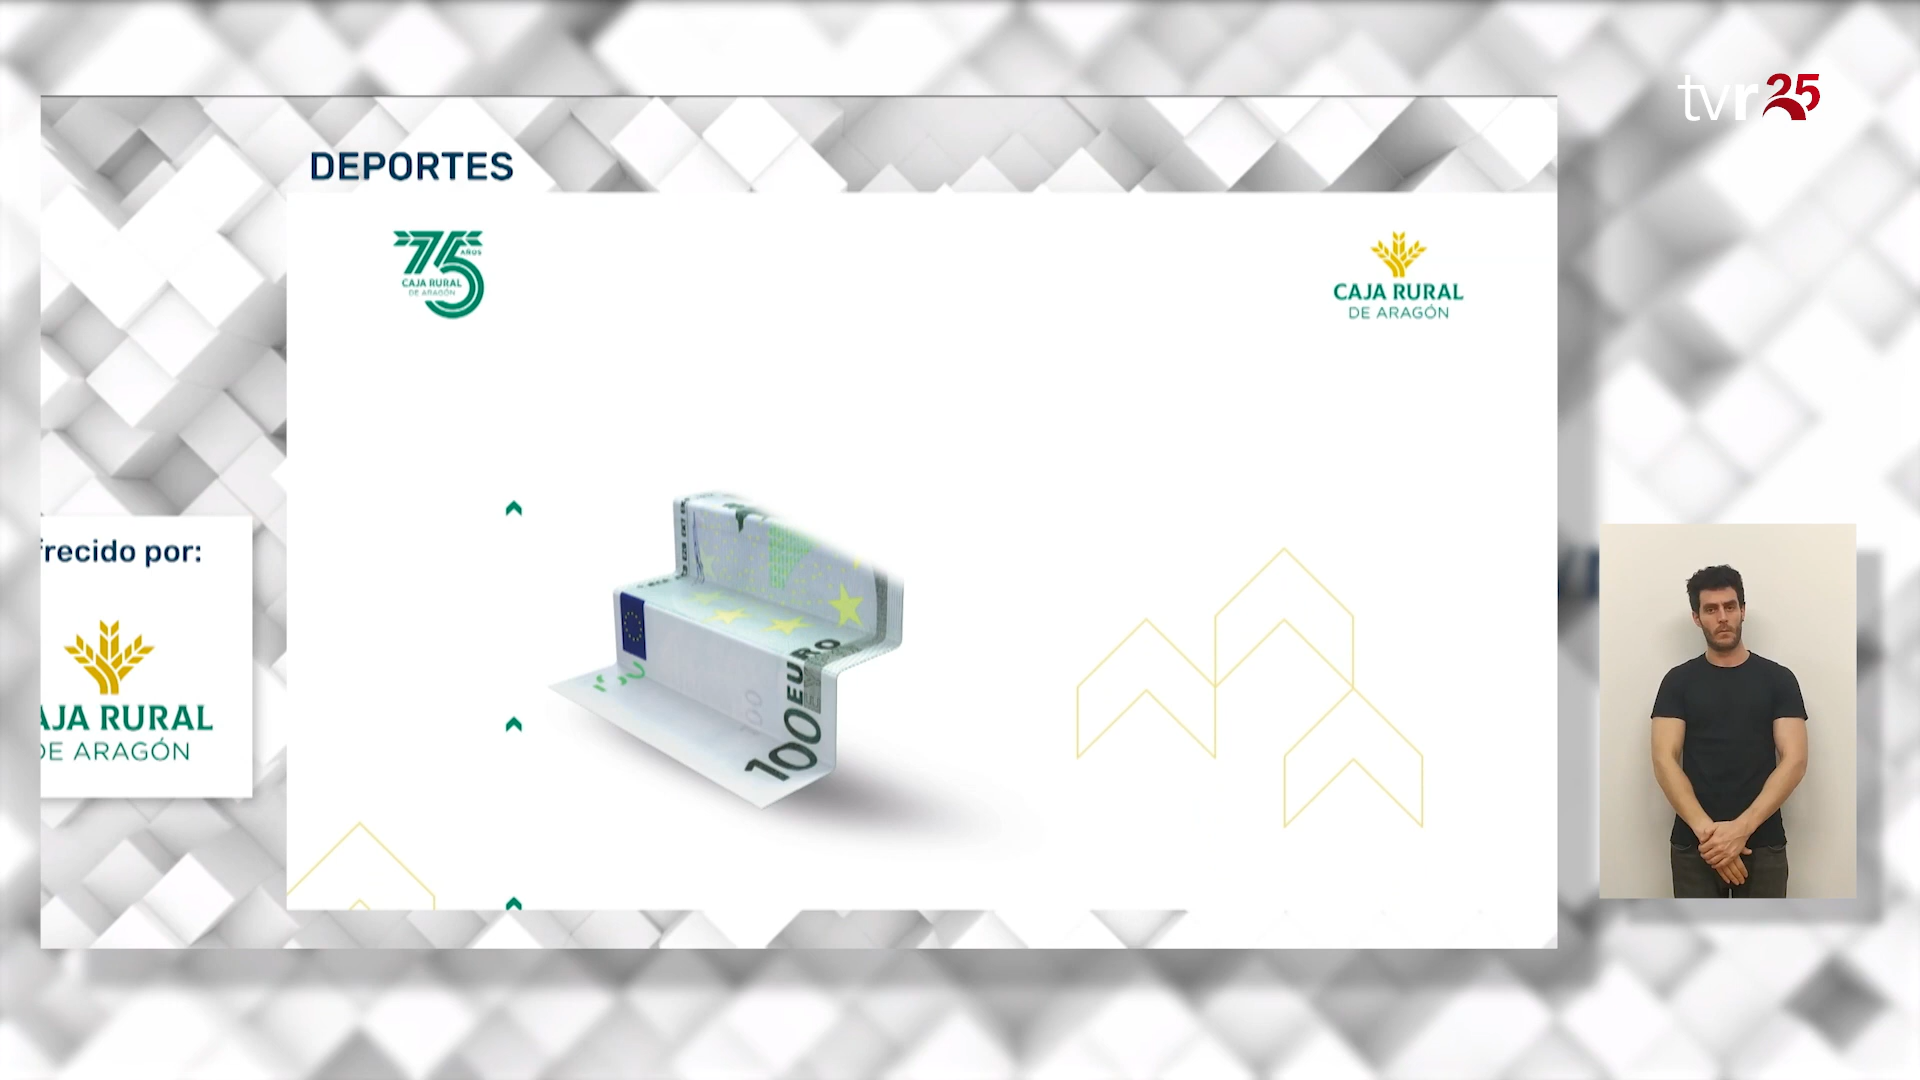 tvr25
DEPORTES
75
AÑOS
CAJA RURAL
DE ARAGÓN
CAJA RURAL
DE ARAGÓN
frecido por:
AJA RURAL
DE ARAGÓN
100 EURO
100